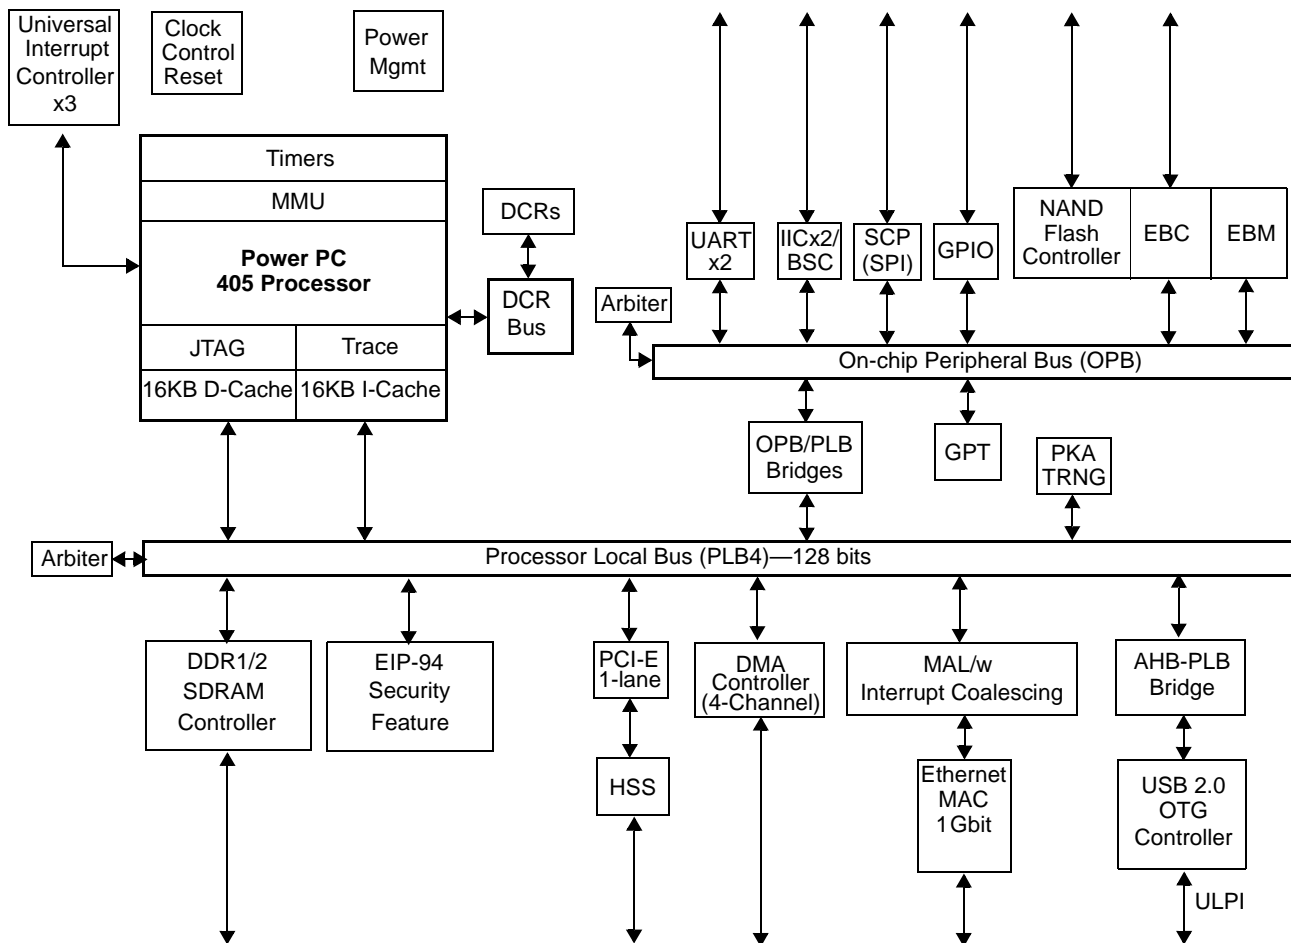 Universal
Interrupt
Controller
x3
Clock
Control
Reset
Power
Mgmt
Timers
MMU
Power PC
405 Processor
JTAG
Trace
16KB D-Cache
16KB I-Cache
DCRs
DCR
Bus
UART
x2
IICx2/
BSC
SCP
(SPI)
GPIO
NAND
Flash
Controller
EBC
EBM
Arbiter
On-chip Peripheral Bus (OPB)
OPB/PLB
Bridges
GPT
PKA
TRNG
Arbiter
Processor Local Bus (PLB4)—128 bits
DDR1/2
SDRAM
Controller
EIP-94
Security
Feature
PCI-E
1-lane
DMA
Controller
(4-Channel)
MAL/w
Interrupt Coalescing
AHB-PLB
Bridge
HSS
Ethernet
MAC
1Gbit
USB 2.0
OTG
Controller
ULPI